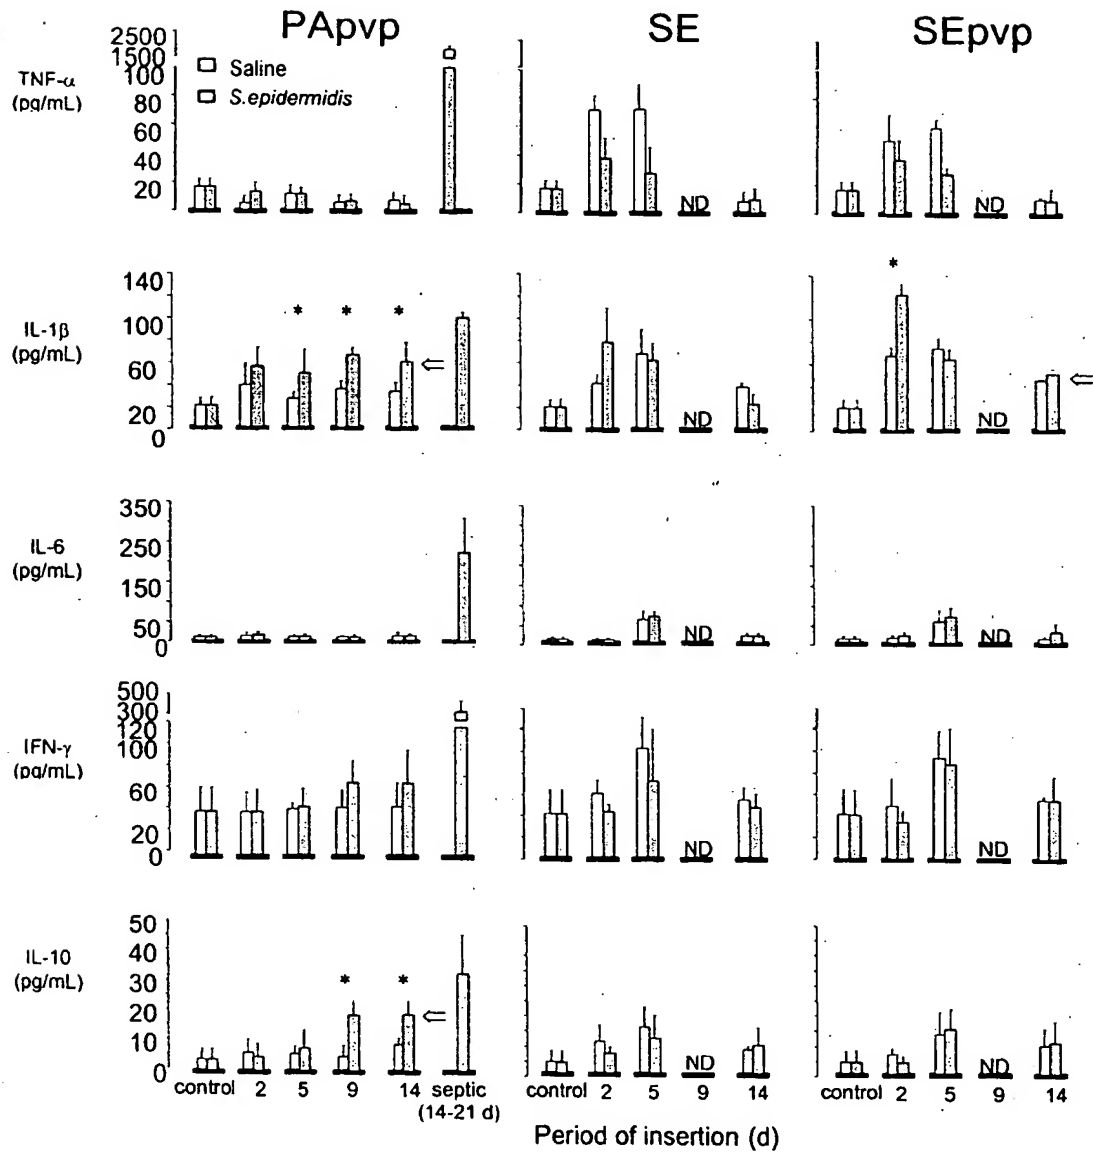 PApvp SE SEpvp
TNF-α
(pg/mL)
2500
1500
100
80
60
40
20
Saline
S.epidermidis
ND ND
IL-1β
(pg/mL)
140
100
60
20
0
* * * ⇐
ND
* ND ⇐
IL-6
(pg/mL)
350
250
150
50
0
ND ND
IFN-γ
(pg/mL)
500
300
120
100
60
20
0
ND ND
IL-10
(pg/mL)
50
40
30
20
10
0
* * ⇐
ND ND
control 2 5 9 14 septic control 2 5 9 14 control 2 5 9 14
(14-21 d)
Period of insertion (d)